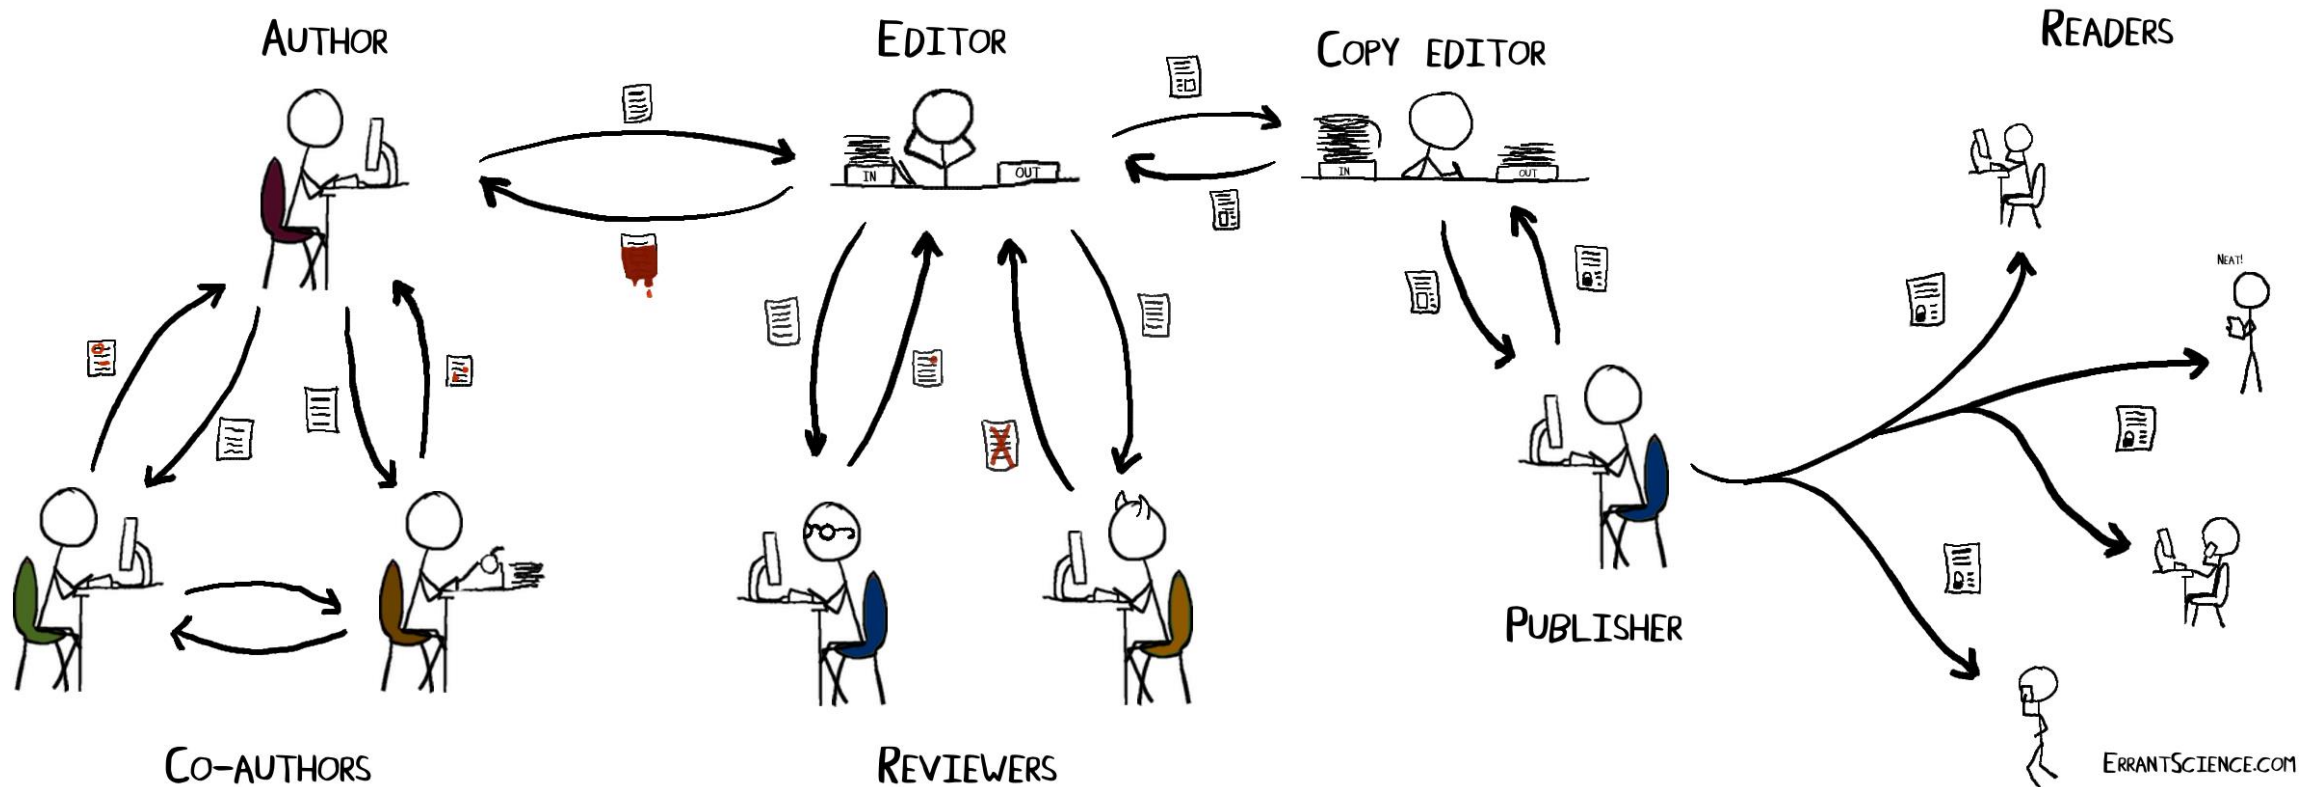 AUTHOR
EDITOR
COPY EDITOR
READERS
IN
OUT
IN
OUT
NEAT!
PUBLISHER
CO-AUTHORS
REVIEWERS
ERRANTSCIENCE.COM